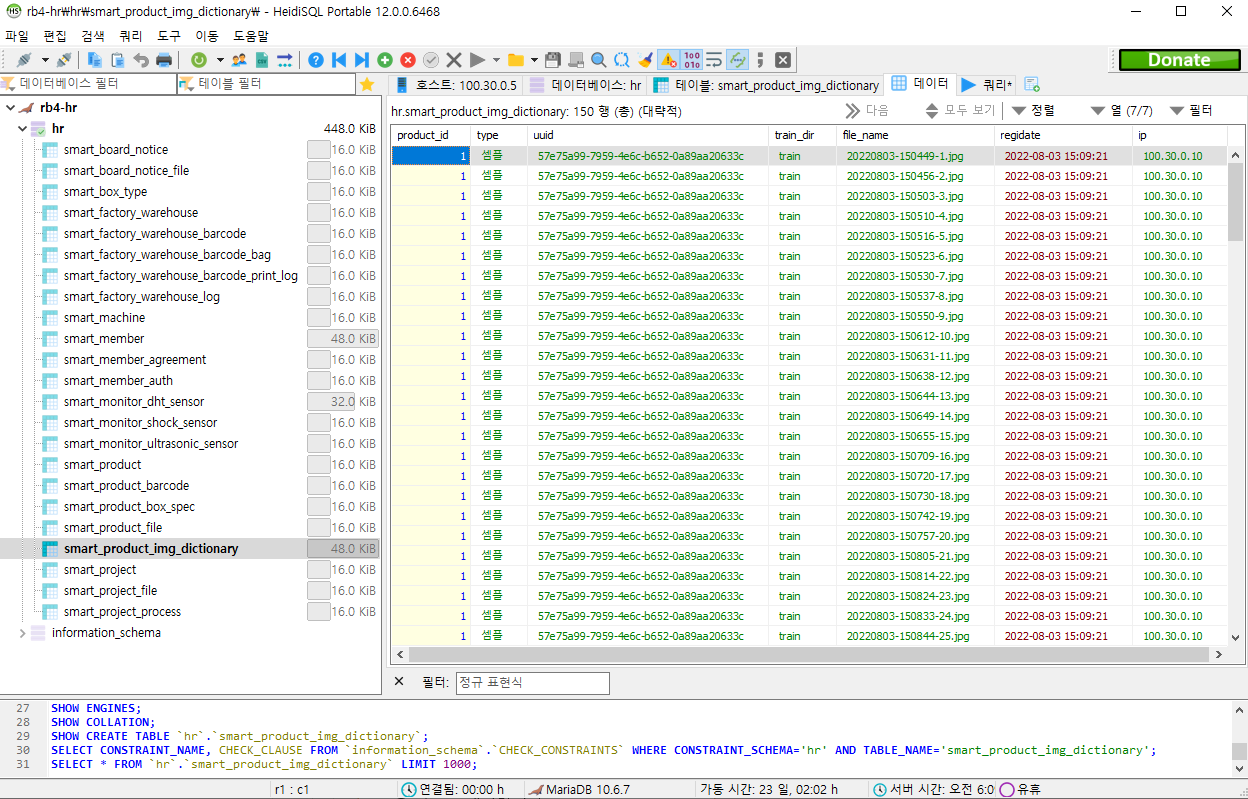 rb4-hr\hr\smart_product_img_dictionary\ - HeidiSQL Portable 12.0.0.6468
파일 편집 검색 쿼리 도구 이동 도움말
Donate
데이터베이스 필터 테이블 필터
호스트: 100.30.0.5 데이터베이스: hr 테이블: smart_product_img_dictionary 데이터 쿼리*
rb4-hr
hr 448.0 KiB
smart_board_notice 16.0 KiB
smart_board_notice_file 16.0 KiB
smart_box_type 16.0 KiB
smart_factory_warehouse 16.0 KiB
smart_factory_warehouse_barcode 16.0 KiB
smart_factory_warehouse_barcode_bag 16.0 KiB
smart_factory_warehouse_barcode_print_log 16.0 KiB
smart_factory_warehouse_log 16.0 KiB
smart_machine 16.0 KiB
smart_member 48.0 KiB
smart_member_agreement 16.0 KiB
smart_member_auth 16.0 KiB
smart_monitor_dht_sensor 32.0 KiB
smart_monitor_shock_sensor 16.0 KiB
smart_monitor_ultrasonic_sensor 16.0 KiB
smart_product 16.0 KiB
smart_product_barcode 16.0 KiB
smart_product_box_spec 16.0 KiB
smart_product_file 16.0 KiB
smart_product_img_dictionary 48.0 KiB
smart_project 16.0 KiB
smart_project_file 16.0 KiB
smart_project_process 16.0 KiB
information_schema
hr.smart_product_img_dictionary: 150 행 (총) (대략적) 다음 모두 보기 정렬 열 (7/7) 필터
product_id type uuid train_dir file_name regidate ip
1 셈플 57e75a99-7959-4e6c-b652-0a89aa20633c train 20220803-150449-1.jpg 2022-08-03 15:09:21 100.30.0.10
1 셈플 57e75a99-7959-4e6c-b652-0a89aa20633c train 20220803-150456-2.jpg 2022-08-03 15:09:21 100.30.0.10
1 셈플 57e75a99-7959-4e6c-b652-0a89aa20633c train 20220803-150503-3.jpg 2022-08-03 15:09:21 100.30.0.10
1 셈플 57e75a99-7959-4e6c-b652-0a89aa20633c train 20220803-150510-4.jpg 2022-08-03 15:09:21 100.30.0.10
1 셈플 57e75a99-7959-4e6c-b652-0a89aa20633c train 20220803-150516-5.jpg 2022-08-03 15:09:21 100.30.0.10
1 셈플 57e75a99-7959-4e6c-b652-0a89aa20633c train 20220803-150523-6.jpg 2022-08-03 15:09:21 100.30.0.10
1 셈플 57e75a99-7959-4e6c-b652-0a89aa20633c train 20220803-150530-7.jpg 2022-08-03 15:09:21 100.30.0.10
1 셈플 57e75a99-7959-4e6c-b652-0a89aa20633c train 20220803-150537-8.jpg 2022-08-03 15:09:21 100.30.0.10
1 셈플 57e75a99-7959-4e6c-b652-0a89aa20633c train 20220803-150550-9.jpg 2022-08-03 15:09:21 100.30.0.10
1 셈플 57e75a99-7959-4e6c-b652-0a89aa20633c train 20220803-150612-10.jpg 2022-08-03 15:09:21 100.30.0.10
1 셈플 57e75a99-7959-4e6c-b652-0a89aa20633c train 20220803-150631-11.jpg 2022-08-03 15:09:21 100.30.0.10
1 셈플 57e75a99-7959-4e6c-b652-0a89aa20633c train 20220803-150638-12.jpg 2022-08-03 15:09:21 100.30.0.10
1 셈플 57e75a99-7959-4e6c-b652-0a89aa20633c train 20220803-150644-13.jpg 2022-08-03 15:09:21 100.30.0.10
1 셈플 57e75a99-7959-4e6c-b652-0a89aa20633c train 20220803-150649-14.jpg 2022-08-03 15:09:21 100.30.0.10
1 셈플 57e75a99-7959-4e6c-b652-0a89aa20633c train 20220803-150655-15.jpg 2022-08-03 15:09:21 100.30.0.10
1 셈플 57e75a99-7959-4e6c-b652-0a89aa20633c train 20220803-150709-16.jpg 2022-08-03 15:09:21 100.30.0.10
1 셈플 57e75a99-7959-4e6c-b652-0a89aa20633c train 20220803-150720-17.jpg 2022-08-03 15:09:21 100.30.0.10
1 셈플 57e75a99-7959-4e6c-b652-0a89aa20633c train 20220803-150730-18.jpg 2022-08-03 15:09:21 100.30.0.10
1 셈플 57e75a99-7959-4e6c-b652-0a89aa20633c train 20220803-150742-19.jpg 2022-08-03 15:09:21 100.30.0.10
1 셈플 57e75a99-7959-4e6c-b652-0a89aa20633c train 20220803-150757-20.jpg 2022-08-03 15:09:21 100.30.0.10
1 셈플 57e75a99-7959-4e6c-b652-0a89aa20633c train 20220803-150805-21.jpg 2022-08-03 15:09:21 100.30.0.10
1 셈플 57e75a99-7959-4e6c-b652-0a89aa20633c train 20220803-150814-22.jpg 2022-08-03 15:09:21 100.30.0.10
1 셈플 57e75a99-7959-4e6c-b652-0a89aa20633c train 20220803-150824-23.jpg 2022-08-03 15:09:21 100.30.0.10
1 셈플 57e75a99-7959-4e6c-b652-0a89aa20633c train 20220803-150833-24.jpg 2022-08-03 15:09:21 100.30.0.10
1 셈플 57e75a99-7959-4e6c-b652-0a89aa20633c train 20220803-150844-25.jpg 2022-08-03 15:09:21 100.30.0.10
필터: 정규 표현식
27 SHOW ENGINES;
28 SHOW COLLATION;
29 SHOW CREATE TABLE `hr`.`smart_product_img_dictionary`;
30 SELECT CONSTRAINT_NAME, CHECK_CLAUSE FROM `information_schema`.`CHECK_CONSTRAINTS` WHERE CONSTRAINT_SCHEMA='hr' AND TABLE_NAME='smart_product_img_dictionary';
31 SELECT * FROM `hr`.`smart_product_img_dictionary` LIMIT 1000;
r1 : c1 연결됨: 00:00 h MariaDB 10.6.7 가동 시간: 23 일, 02:02 h 서버 시간: 오전 6:0 유휴